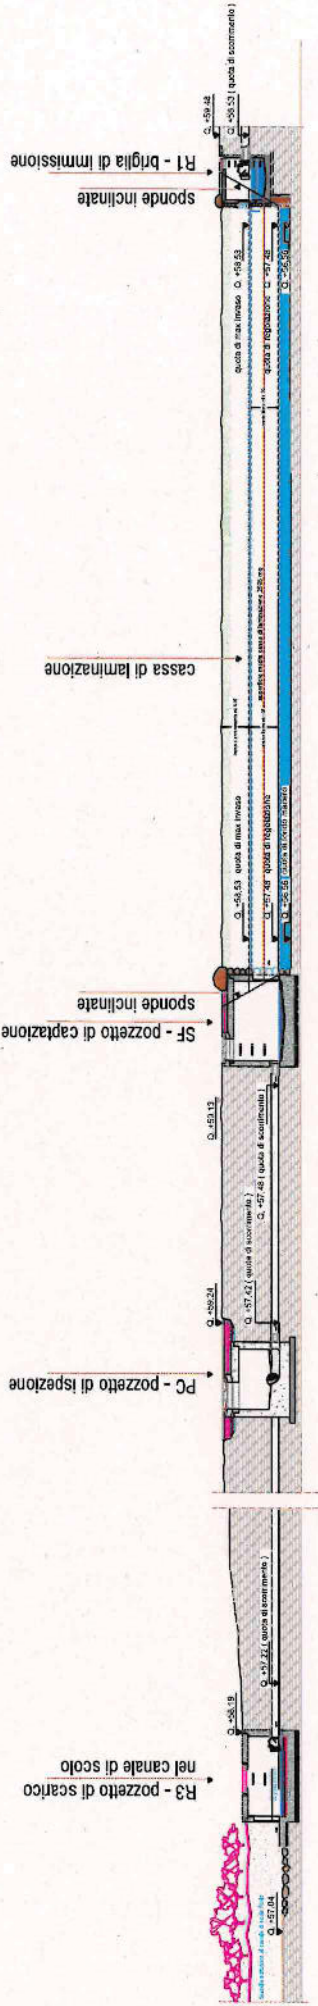 R3 - pozzetto di scarico
nel canale di scolo
PC - pozzetto di ispezione
SF - pozzetto di captazione
sponde inclinate
cassa di laminazione
sponde inclinate
R1 - briglia di immissione
Q. +57.04
Q. +58.19
Q. +57.22 ( quota di scorrimento )
Q. +59.24
Q. +57.42 ( quota di scorrimento )
Q. +59.13
Q. +57.48 ( quota di scorrimento )
Q. +58.53 quota di max invaso
Q. +57.48 quota di regolazione
Q. +56.56 ( quota di fondo macero )
quota di max invaso Q. +58.53
quota di regolazione Q. +57.48
Q. +56.56
Q. +59.48
Q. +58.53 ( quota di scorrimento )